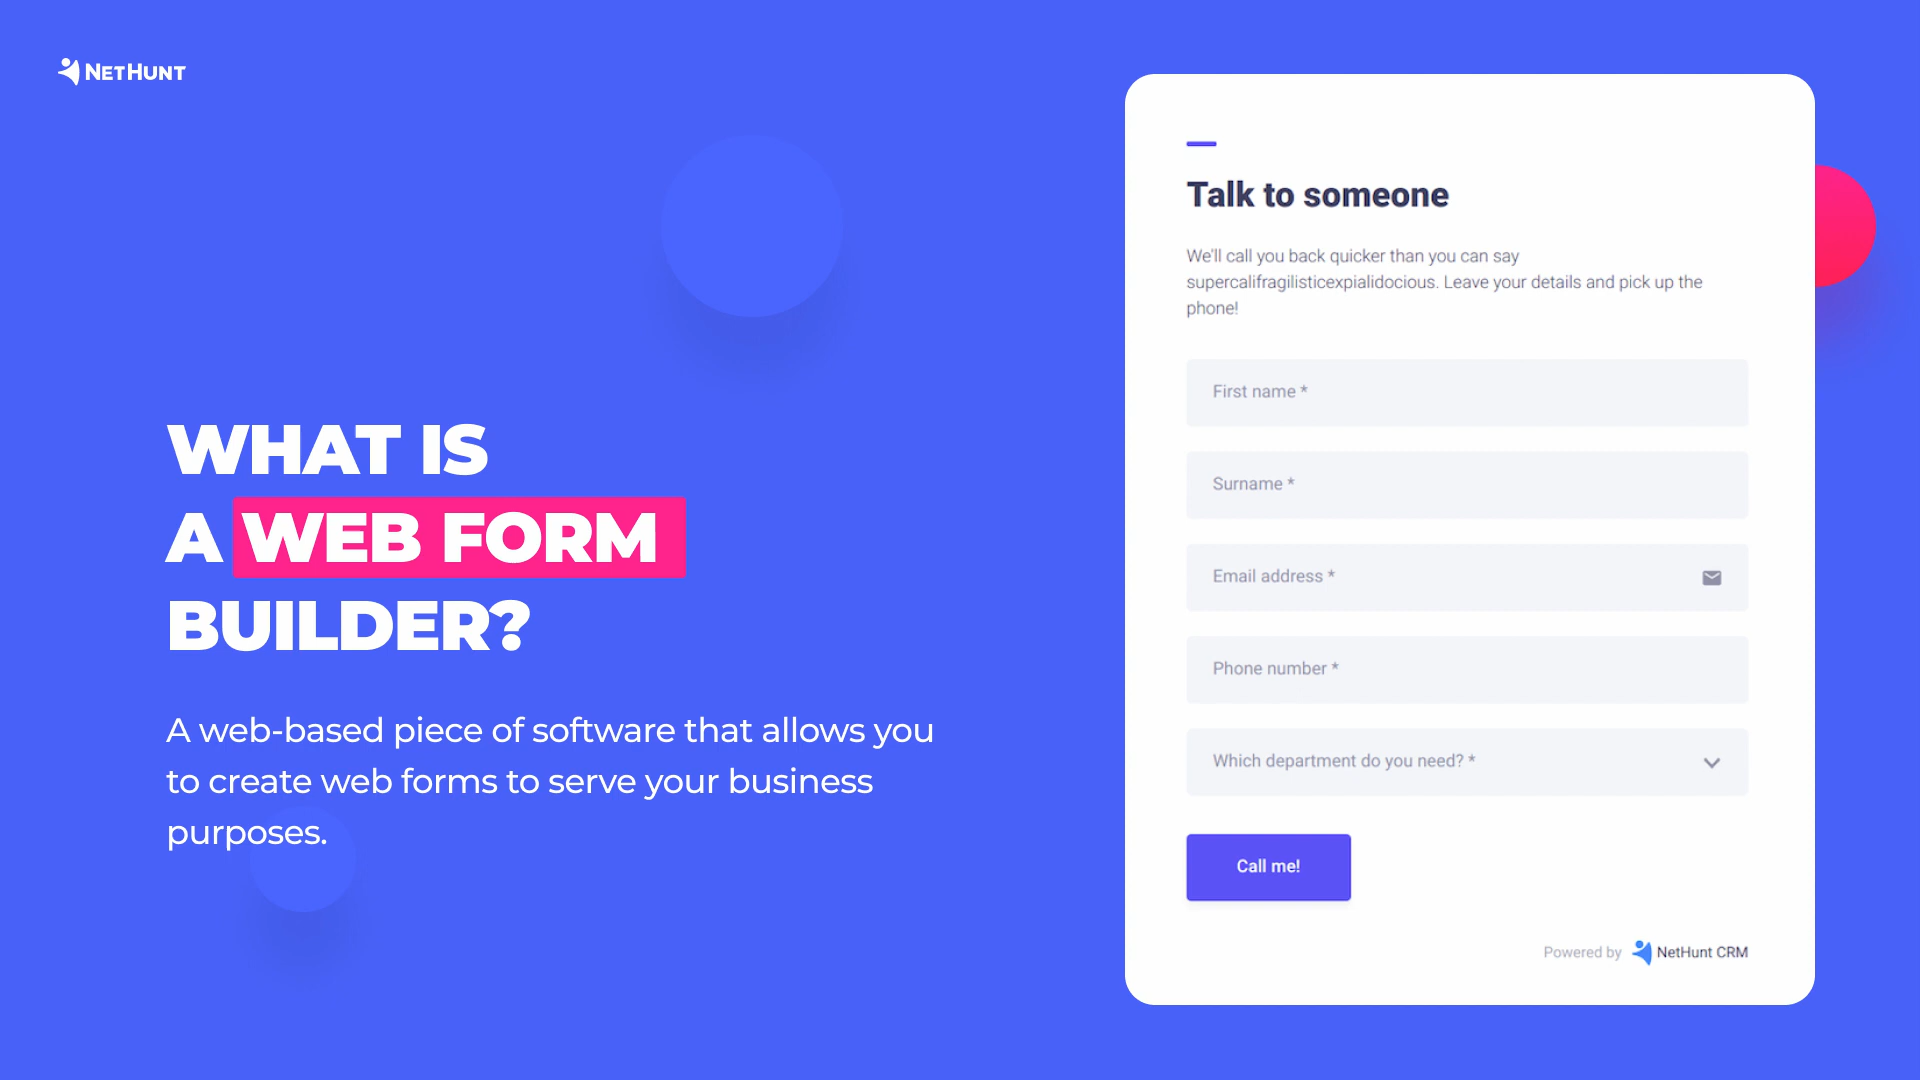 NETHUNT
WHAT IS
A WEB FORM
BUILDER?
A web-based piece of software that allows you
to create web forms to serve your business
purposes.
Talk to someone
We'll call you back quicker than you can say
supercalifragilisticexpialidocious. Leave your details and pick up the
phone!
First name *
Surname *
Email address *
Phone number *
Which department do you need? *
Call me!
Powered by NetHunt CRM